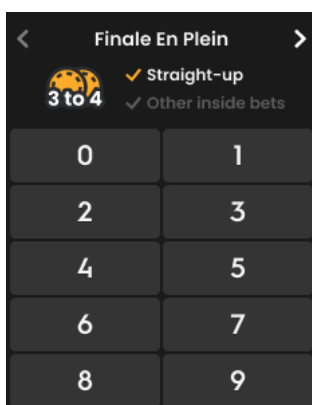 Finale En Plein
Straight-up
3 to 4
Other inside bets
0 1
2 3
4 5
6 7
8 9